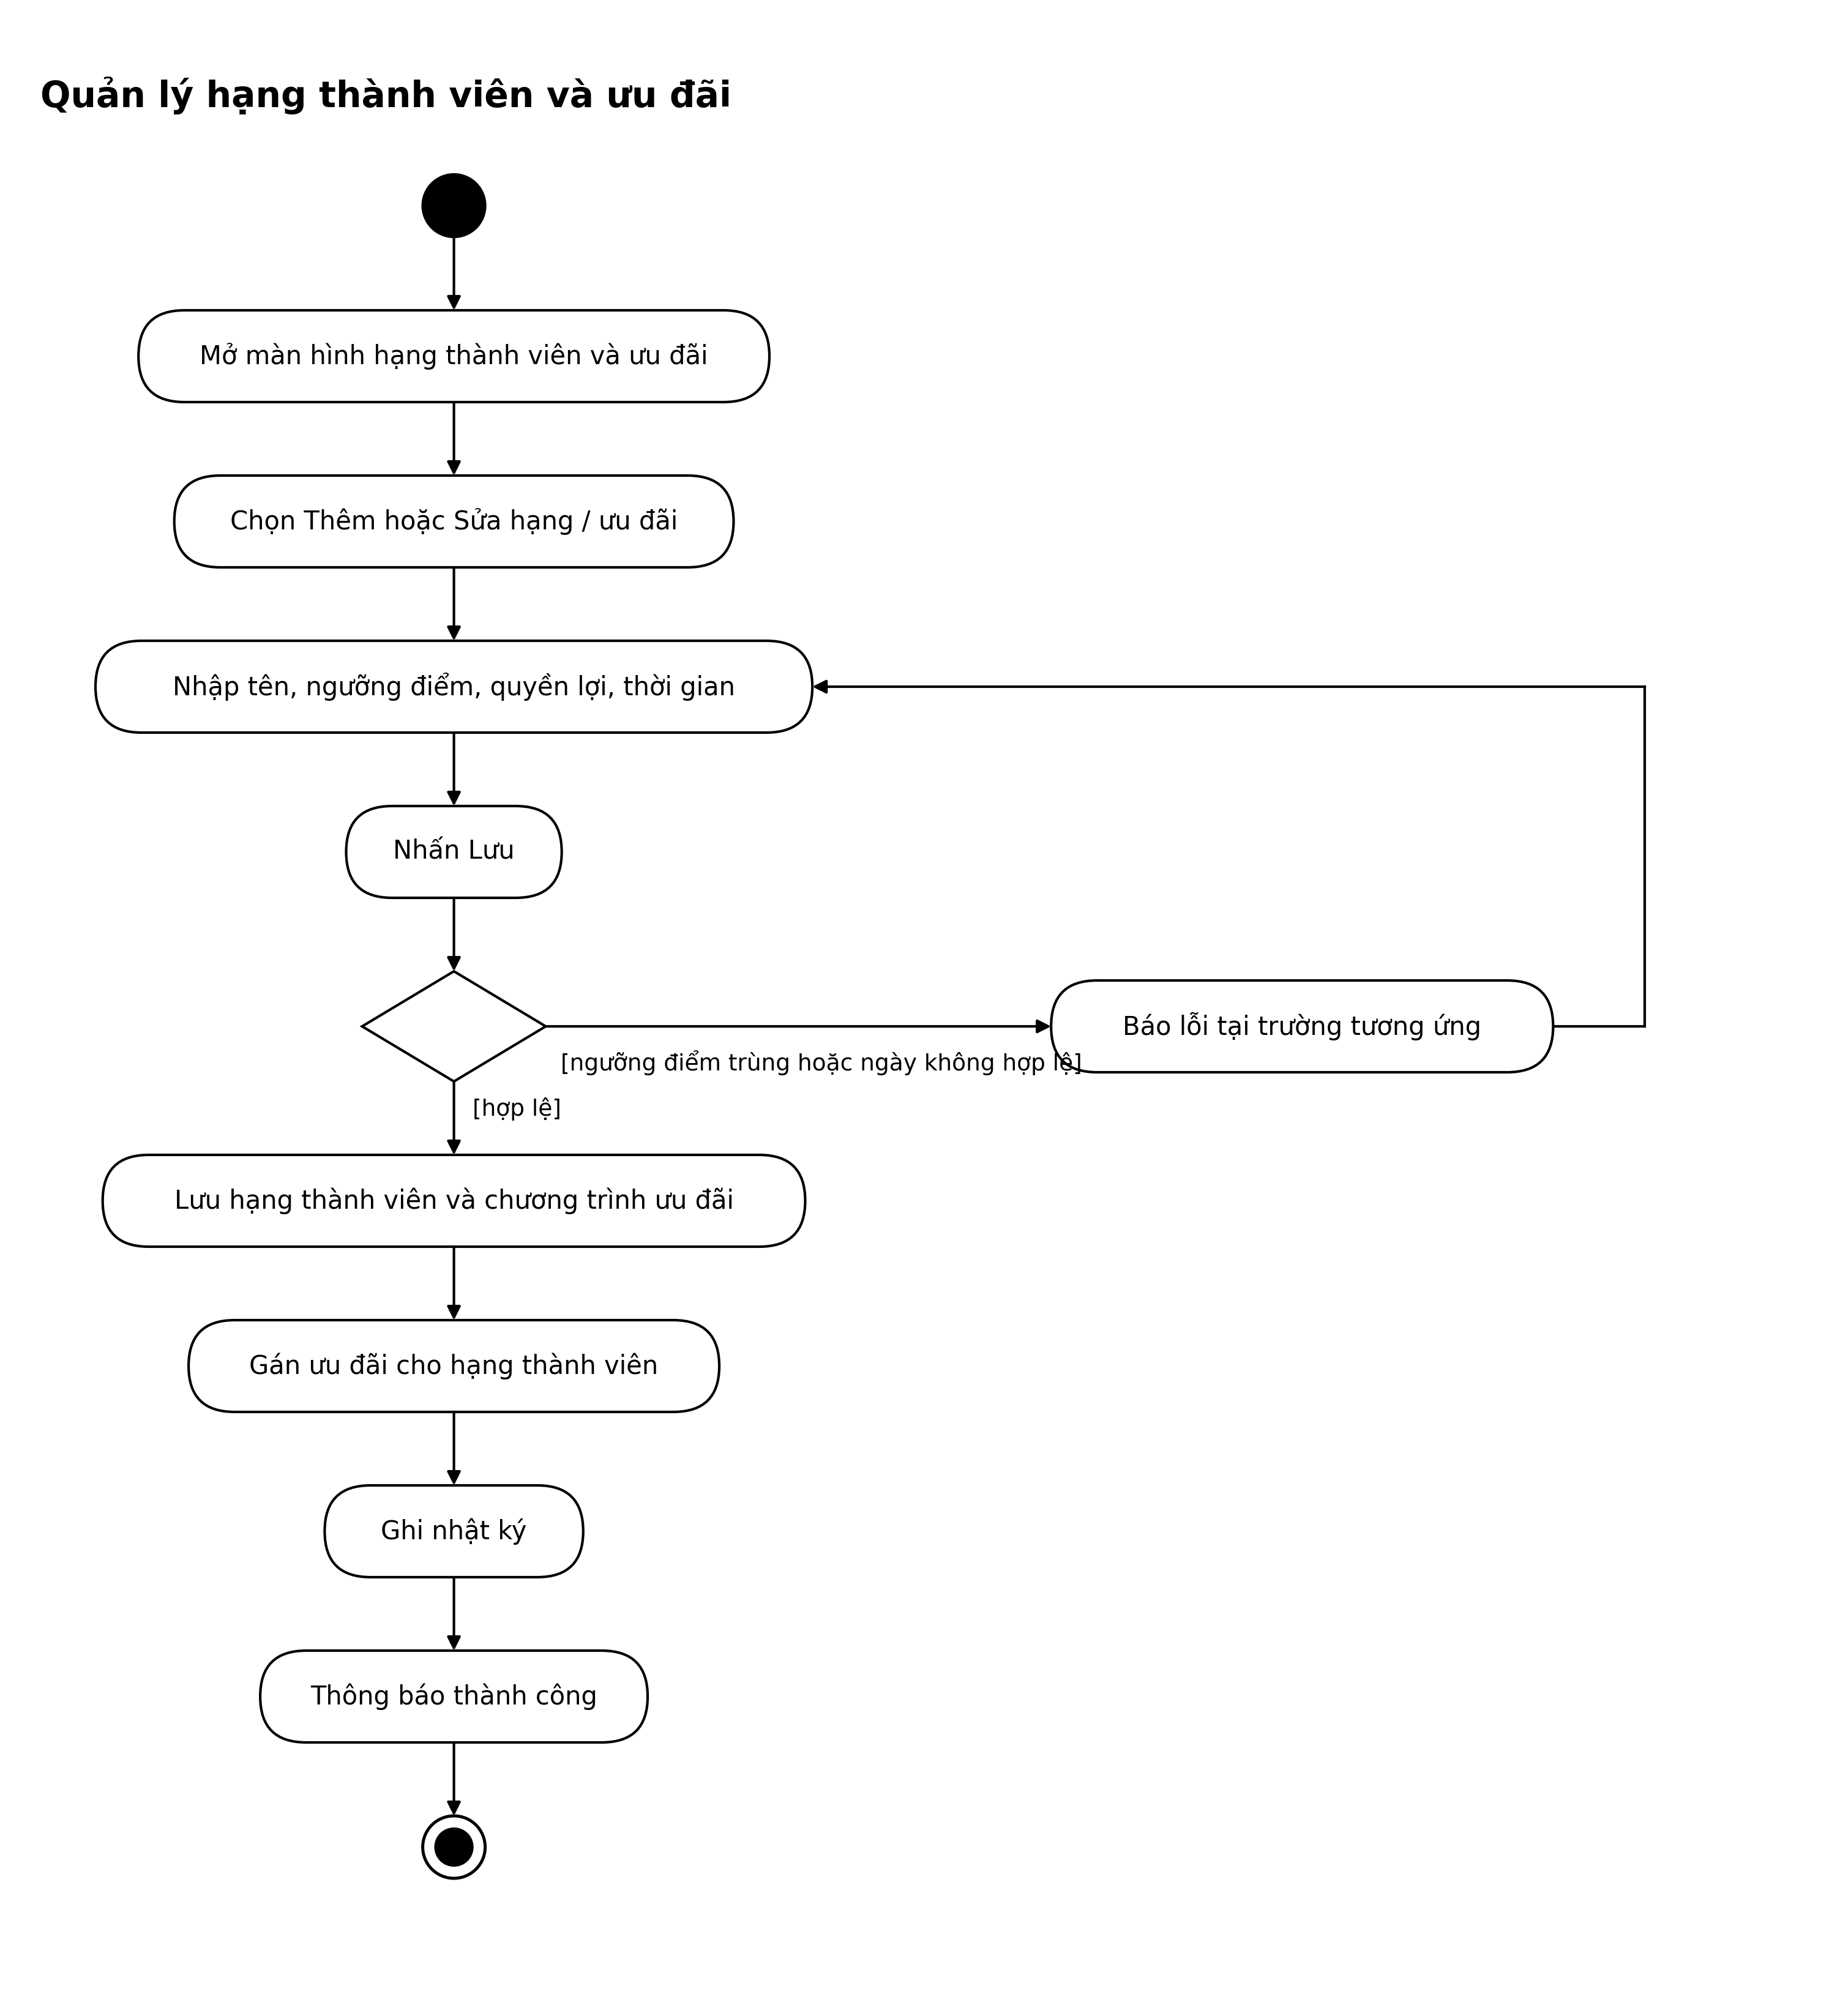 Quản lý hạng thành viên và ưu đãi
Mở màn hình hạng thành viên và ưu đãi
Chọn Thêm hoặc Sửa hạng / ưu đãi
Nhập tên, ngưỡng điểm, quyền lợi, thời gian
Nhấn Lưu
Báo lỗi tại trường tương ứng
[ngưỡng điểm trùng hoặc ngày không hợp lệ]
[hợp lệ]
Lưu hạng thành viên và chương trình ưu đãi
Gán ưu đãi cho hạng thành viên
Ghi nhật ký
Thông báo thành công